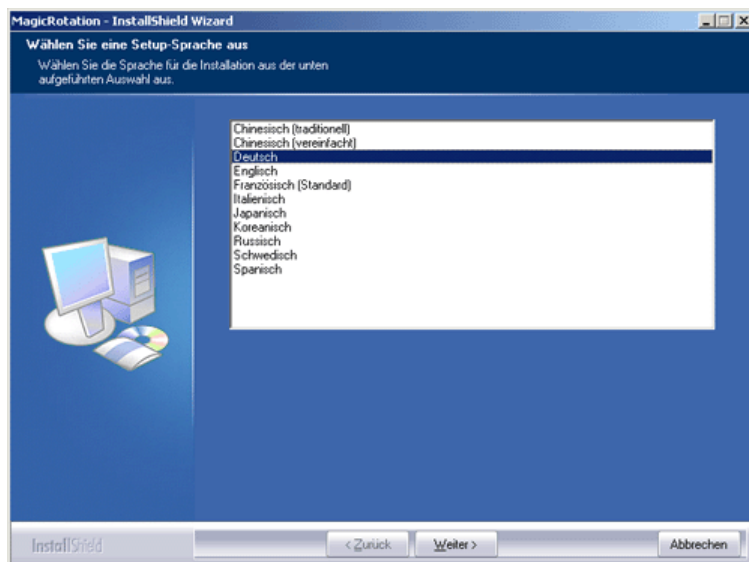 MagicRotation - InstallShield Wizard
Wählen Sie eine Setup-Sprache aus
Wählen Sie die Sprache für die Installation aus der unten
aufgeführten Auswahl aus.
Chinesisch (traditionell)
Chinesisch (vereinfacht)
Deutsch
Englisch
Französisch (Standard)
Italienisch
Japanisch
Koreanisch
Russisch
Schwedisch
Spanisch
InstallShield
< Zurück
Weiter >
Abbrechen